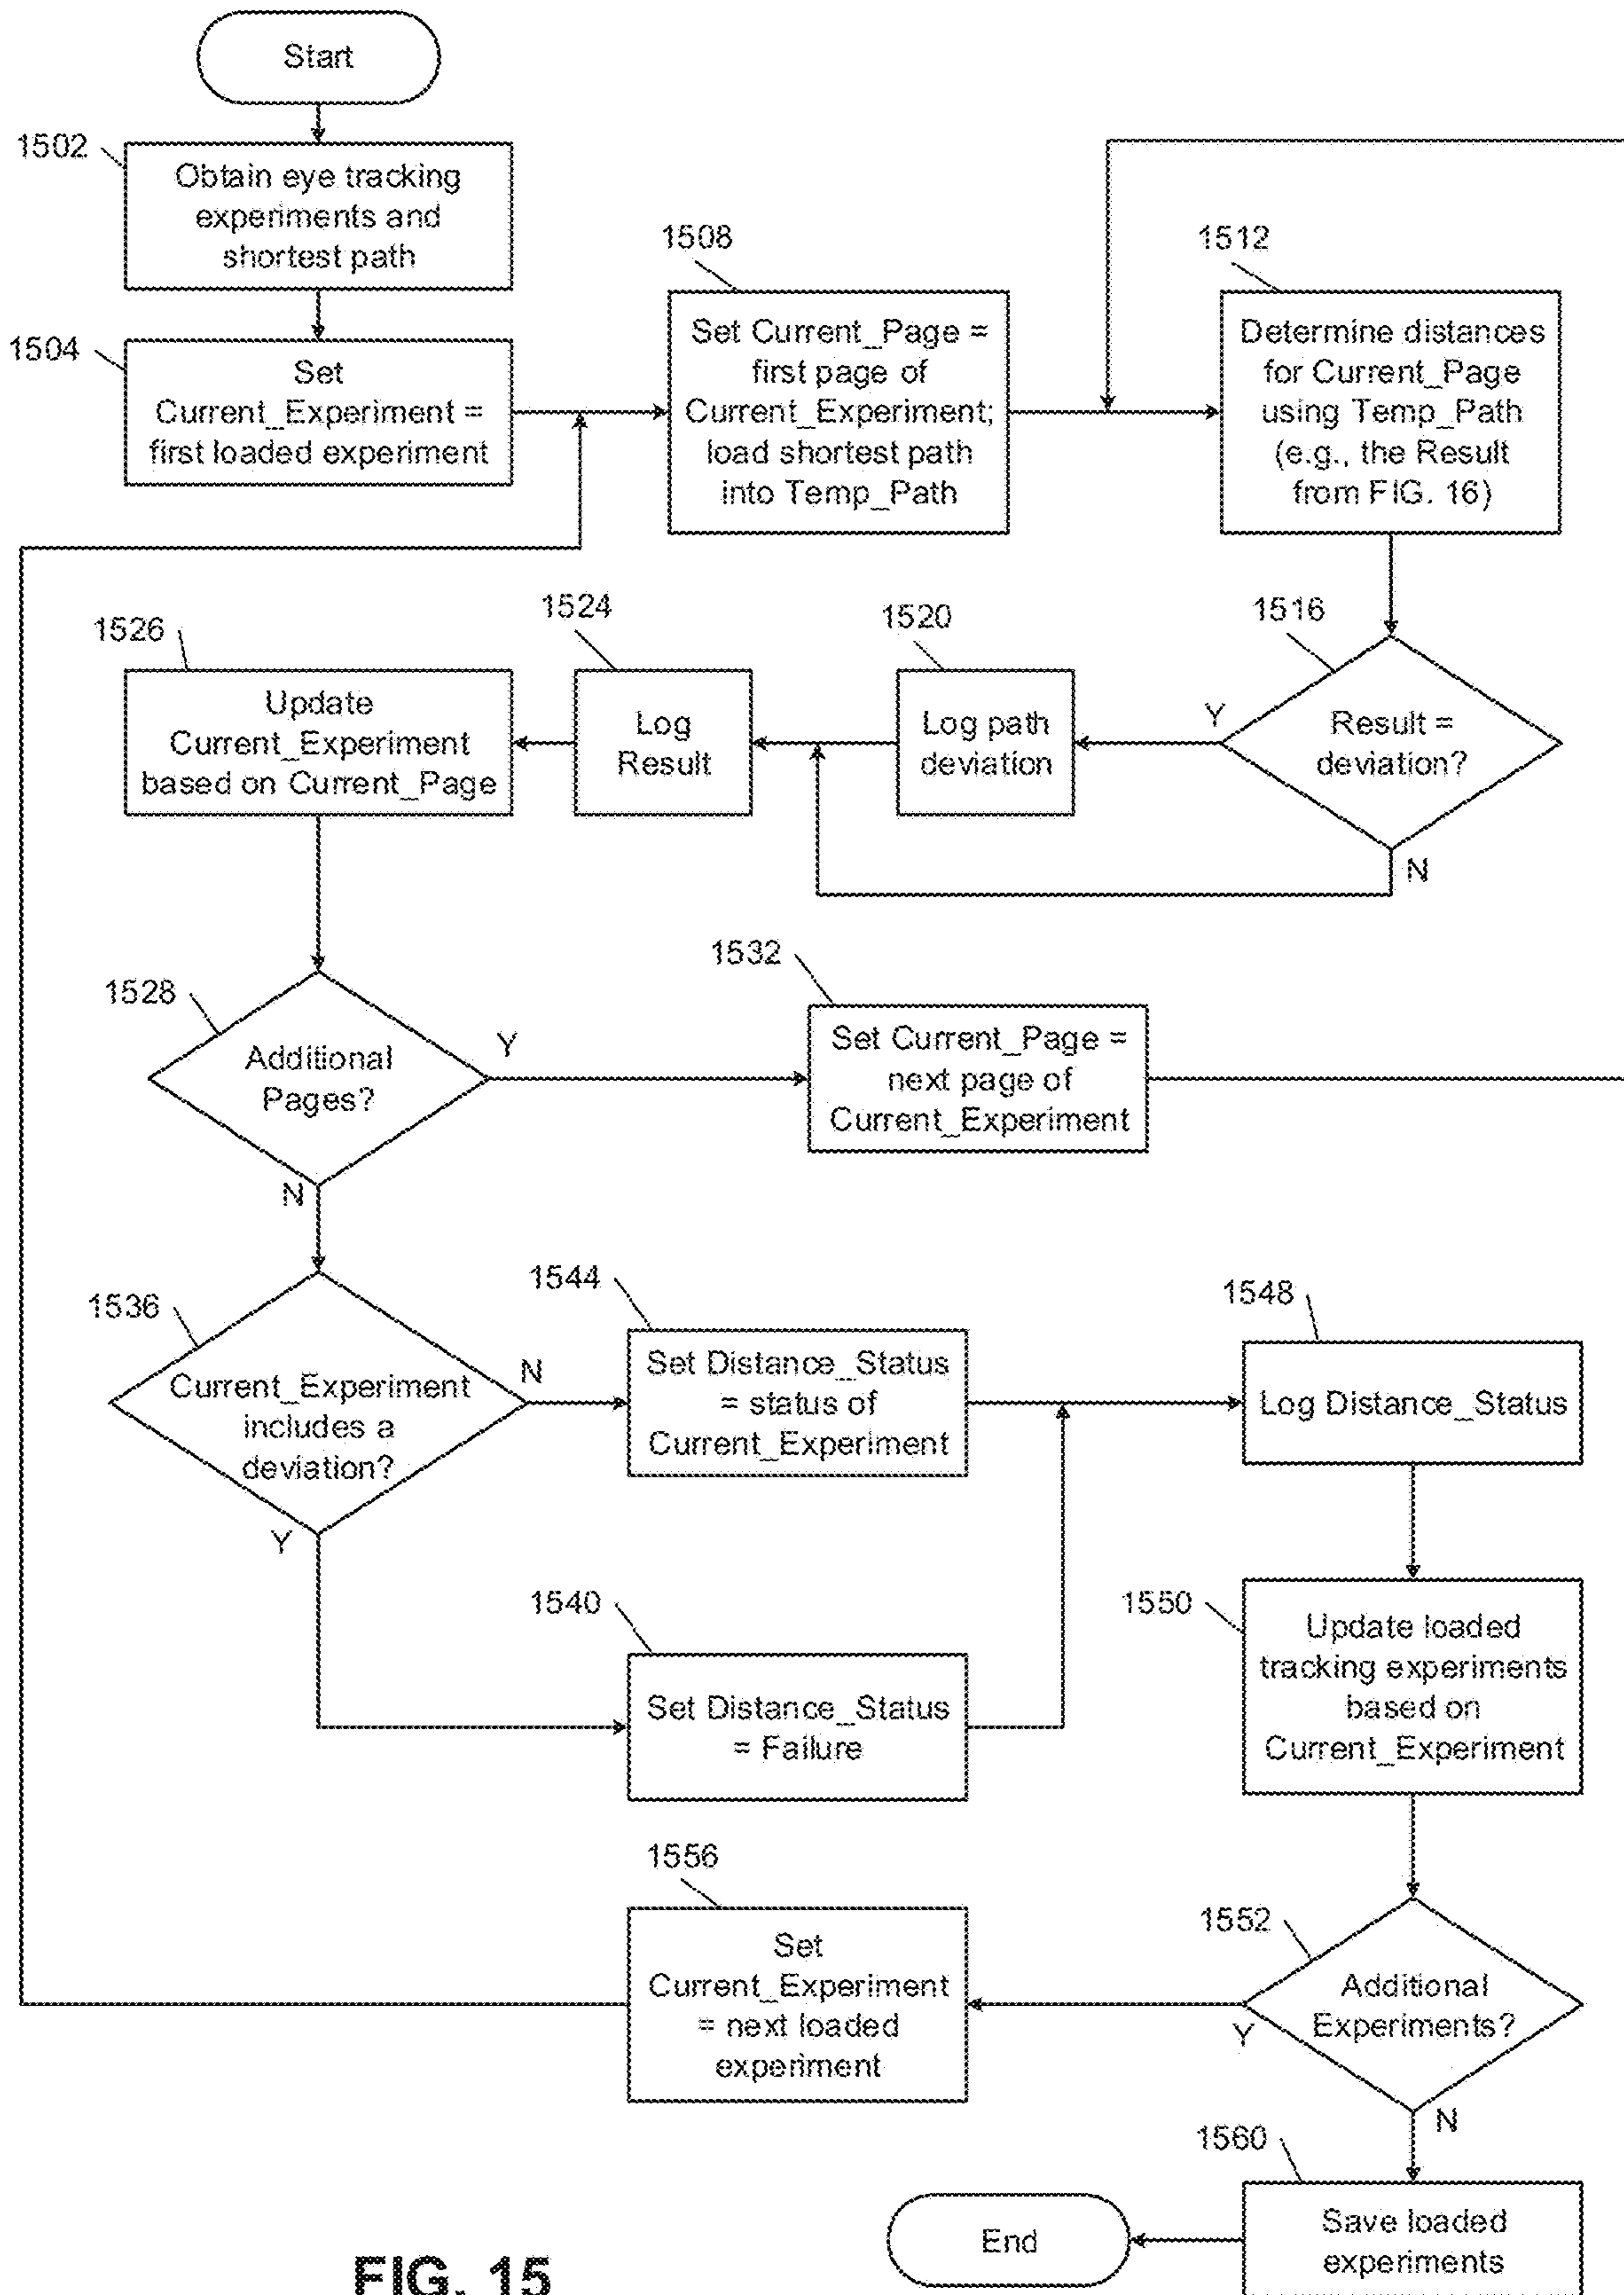 Start
1502
Obtain eye tracking
experiments and
shortest path
1504
Set
Current_Experiment =
first loaded experiment
1508
Set Current_Page =
first page of
Current_Experiment;
load shortest path
into Temp_Path
1512
Determine distances
for Current_Page
using Temp_Path
(e.g., the Result
from FIG. 16)
1516
Result =
deviation?
Y
N
1520
Log path
deviation
1524
Log
Result
1526
Update
Current_Experiment
based on Current_Page
1528
Additional
Pages?
Y
N
1532
Set Current_Page =
next page of
Current_Experiment
1536
Current_Experiment
includes a
deviation?
N
Y
1544
Set Distance_Status
= status of
Current_Experiment
1540
Set Distance_Status
= Failure
1548
Log Distance_Status
1550
Update loaded
tracking experiments
based on
Current_Experiment
1552
Additional
Experiments?
Y
N
1556
Set
Current_Experiment
= next loaded
experiment
1560
Save loaded
experiments
End
FIG. 15